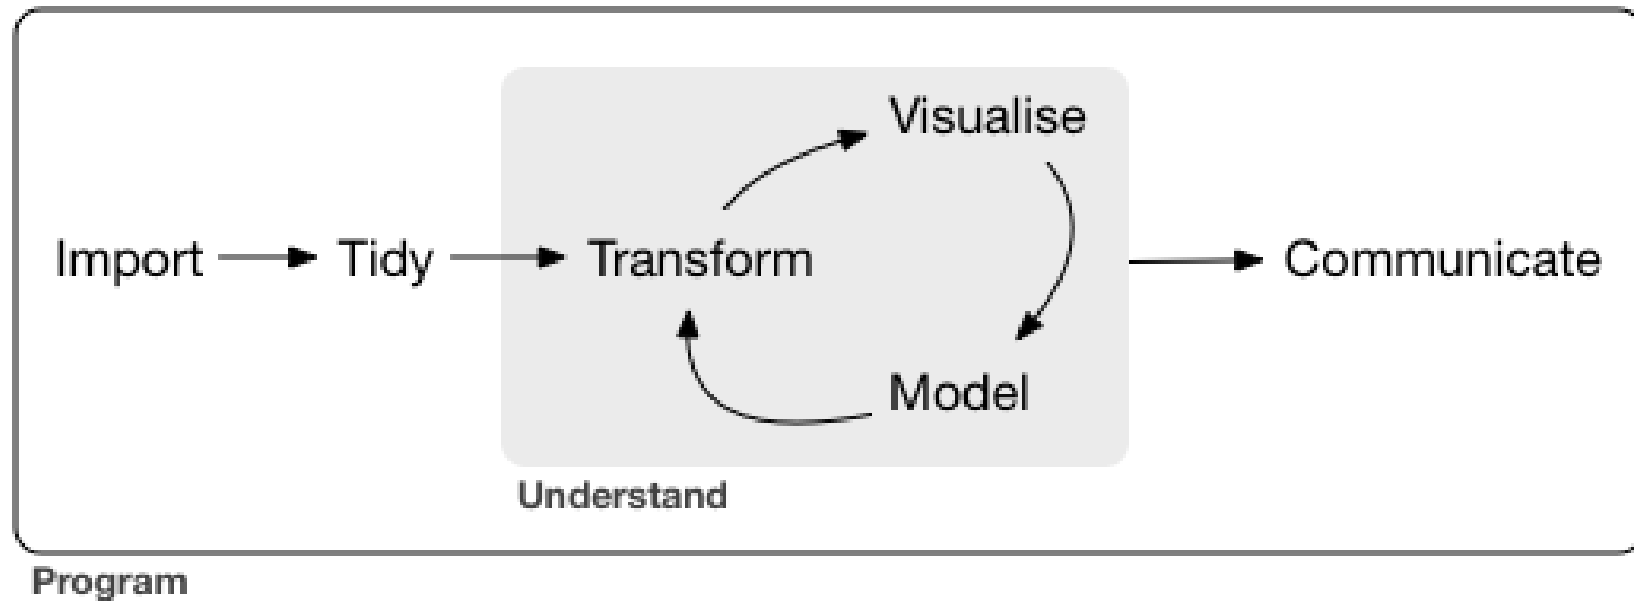 Visualise
Import
Tidy
Transform
Communicate
Model
Understand
Program